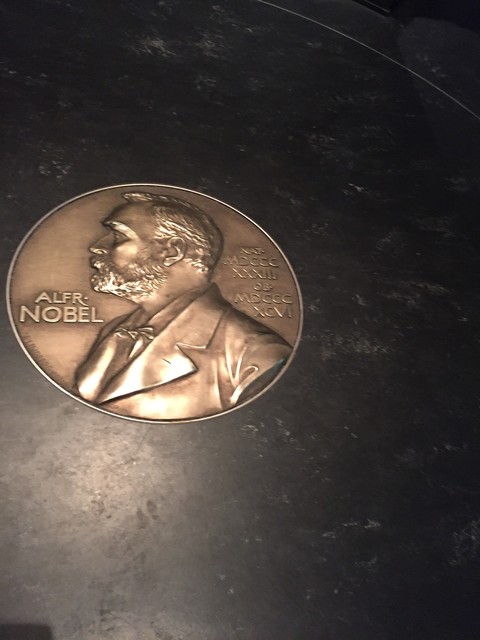 ALFR·
NOBEL
NAT·
MDCCC
XXXIII
OB·
MDCCC
XCVI